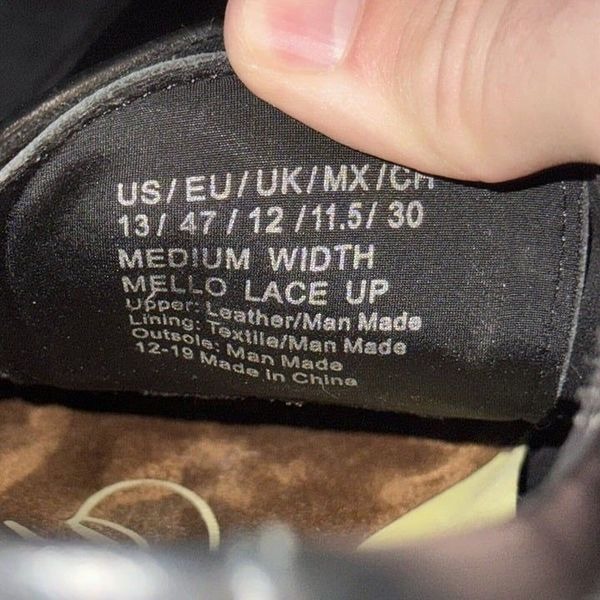 US/EU/UK/MX/CH
13/ 47 / 12 /11.5/ 30
MEDIUM WIDTH
MELLO LACE UP
Upper: Leather/Man Made
Lining: Textile/Man Made
Outsole: Man Made
12-19 Made in China